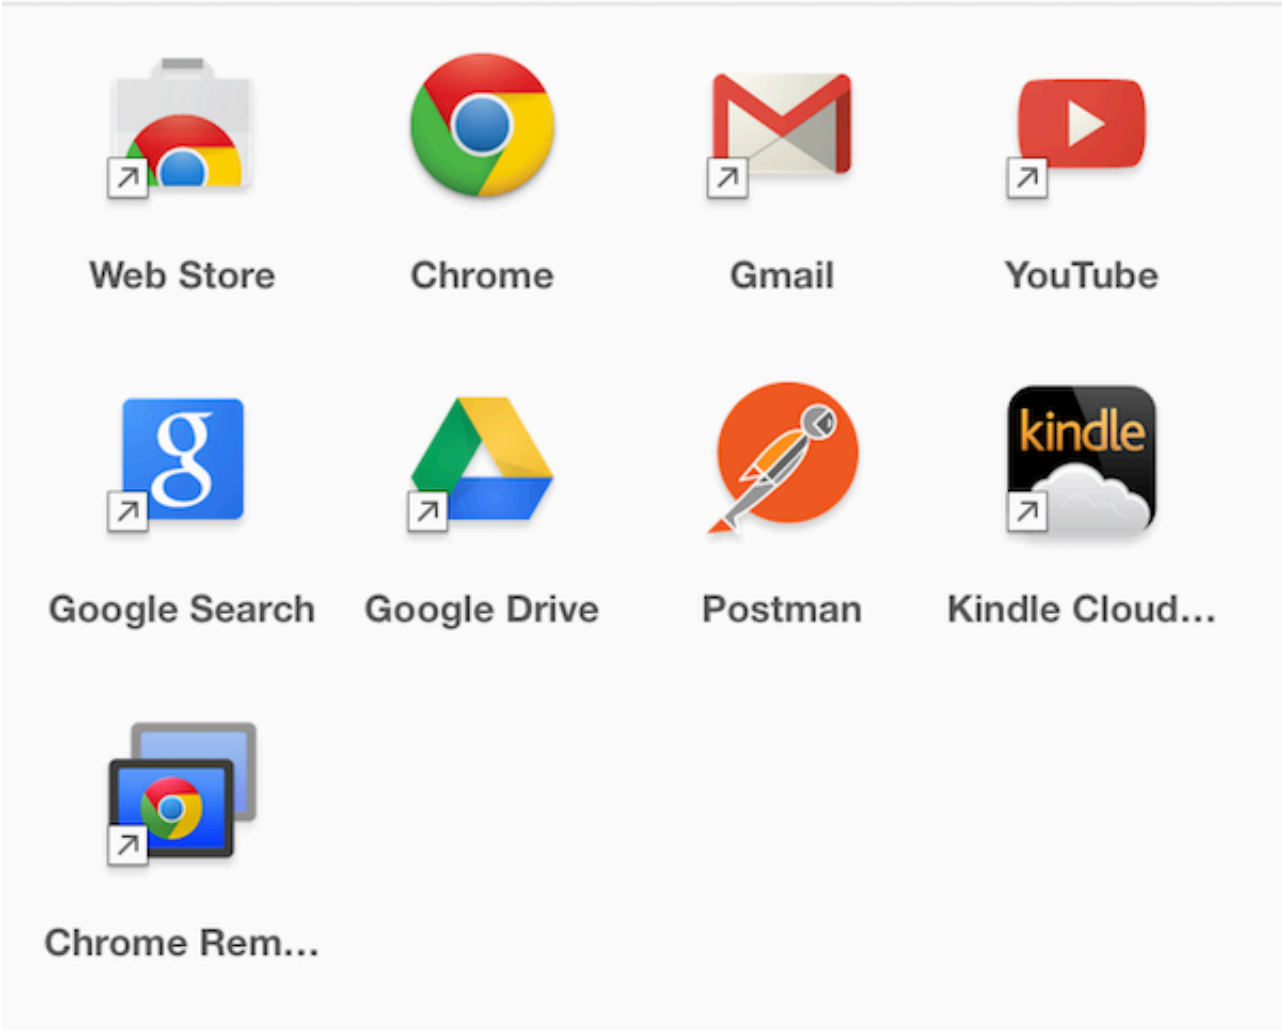 Web Store
Chrome
Gmail
YouTube
g
kindle
Google Search
Google Drive
Postman
Kindle Cloud...
Chrome Rem...